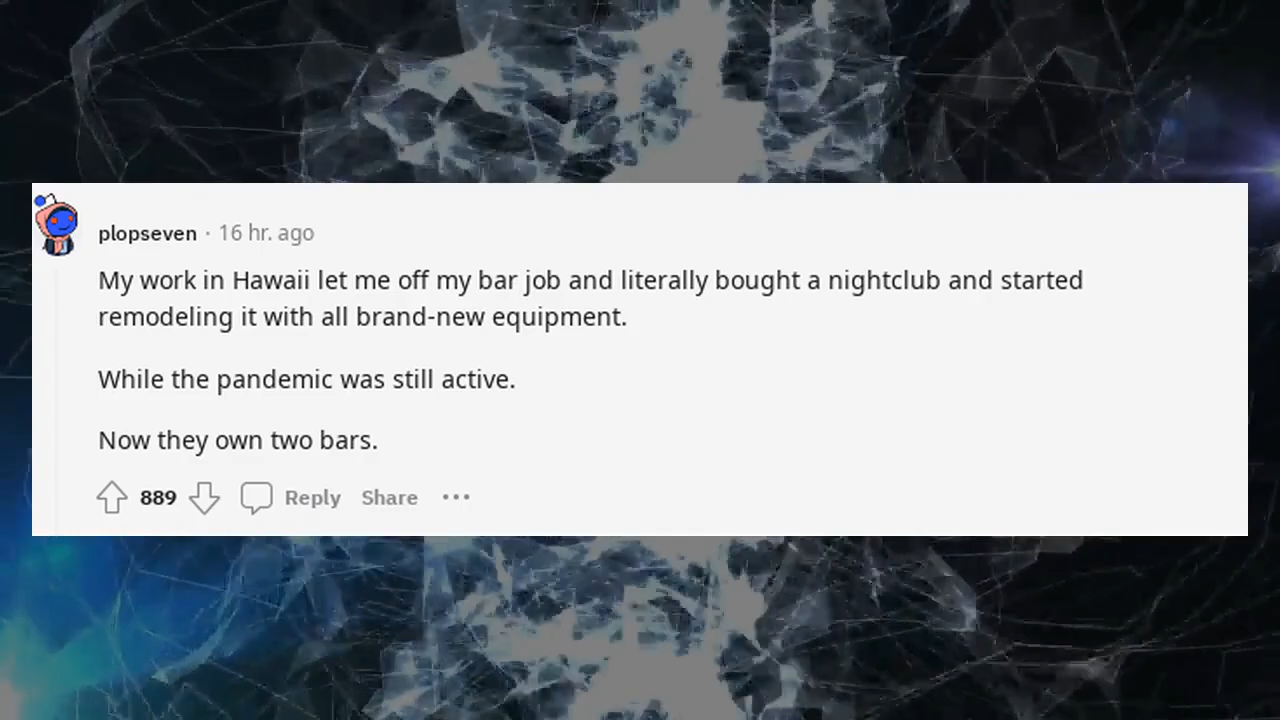 plopseven · 16 hr. ago
My work in Hawaii let me off my bar job and literally bought a nightclub and started
remodeling it with all brand-new equipment.
While the pandemic was still active.
Now they own two bars.
889 Reply Share ···